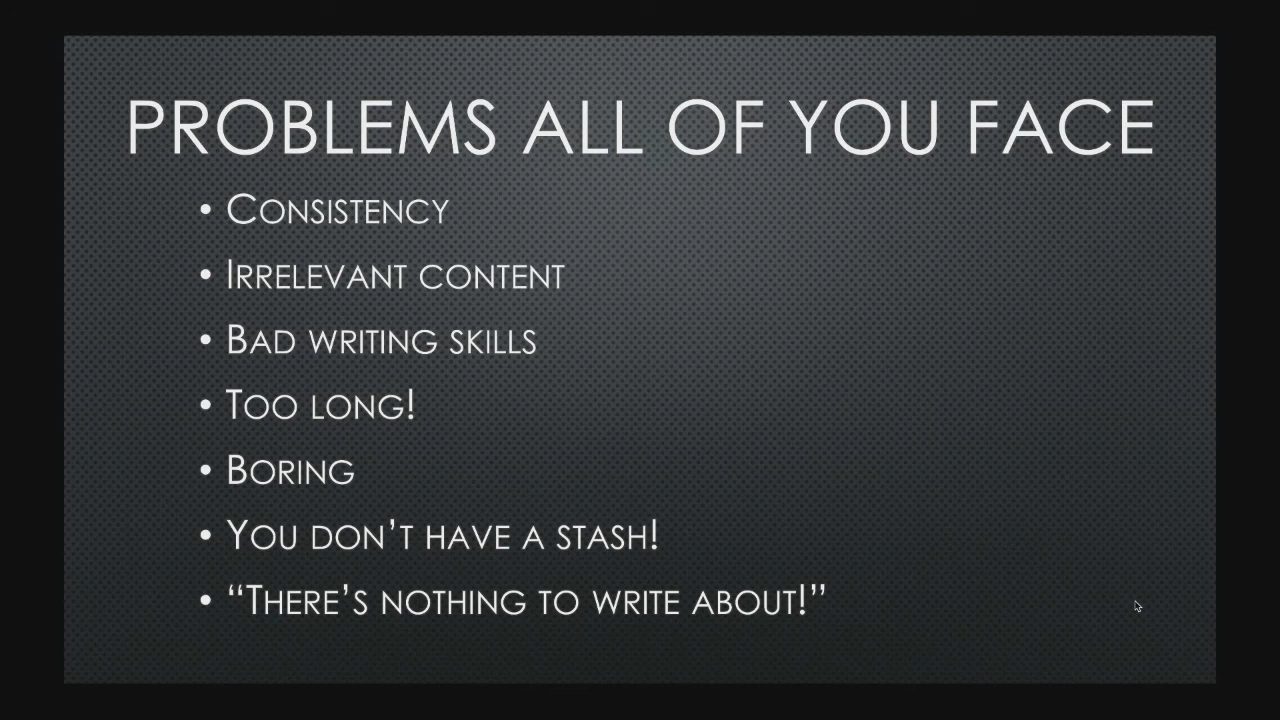 PROBLEMS ALL OF YOU FACE
• CONSISTENCY
• IRRELEVANT CONTENT
• BAD WRITING SKILLS
• TOO LONG!
• BORING
• YOU DON’T HAVE A STASH!
• “THERE’S NOTHING TO WRITE ABOUT!”